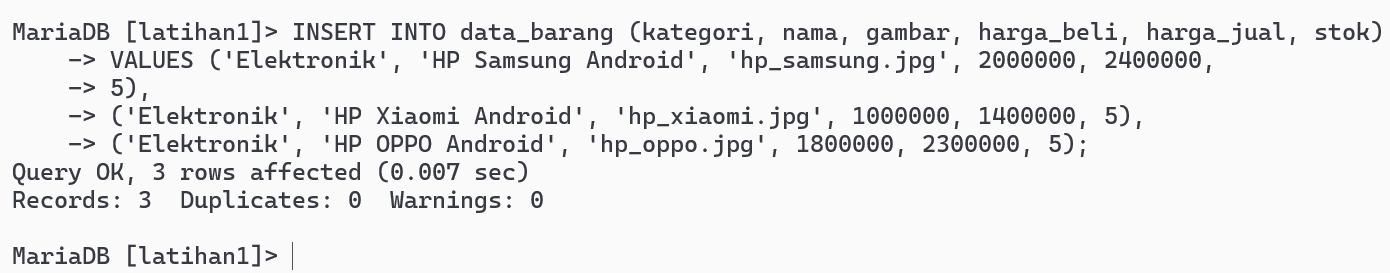 MariaDB [latihan1]> INSERT INTO data_barang (kategori, nama, gambar, harga_beli, harga_jual, stok)
    -> VALUES ('Elektronik', 'HP Samsung Android', 'hp_samsung.jpg', 2000000, 2400000,
    -> 5),
    -> ('Elektronik', 'HP Xiaomi Android', 'hp_xiaomi.jpg', 1000000, 1400000, 5),
    -> ('Elektronik', 'HP OPPO Android', 'hp_oppo.jpg', 1800000, 2300000, 5);
Query OK, 3 rows affected (0.007 sec)
Records: 3  Duplicates: 0  Warnings: 0
MariaDB [latihan1]>